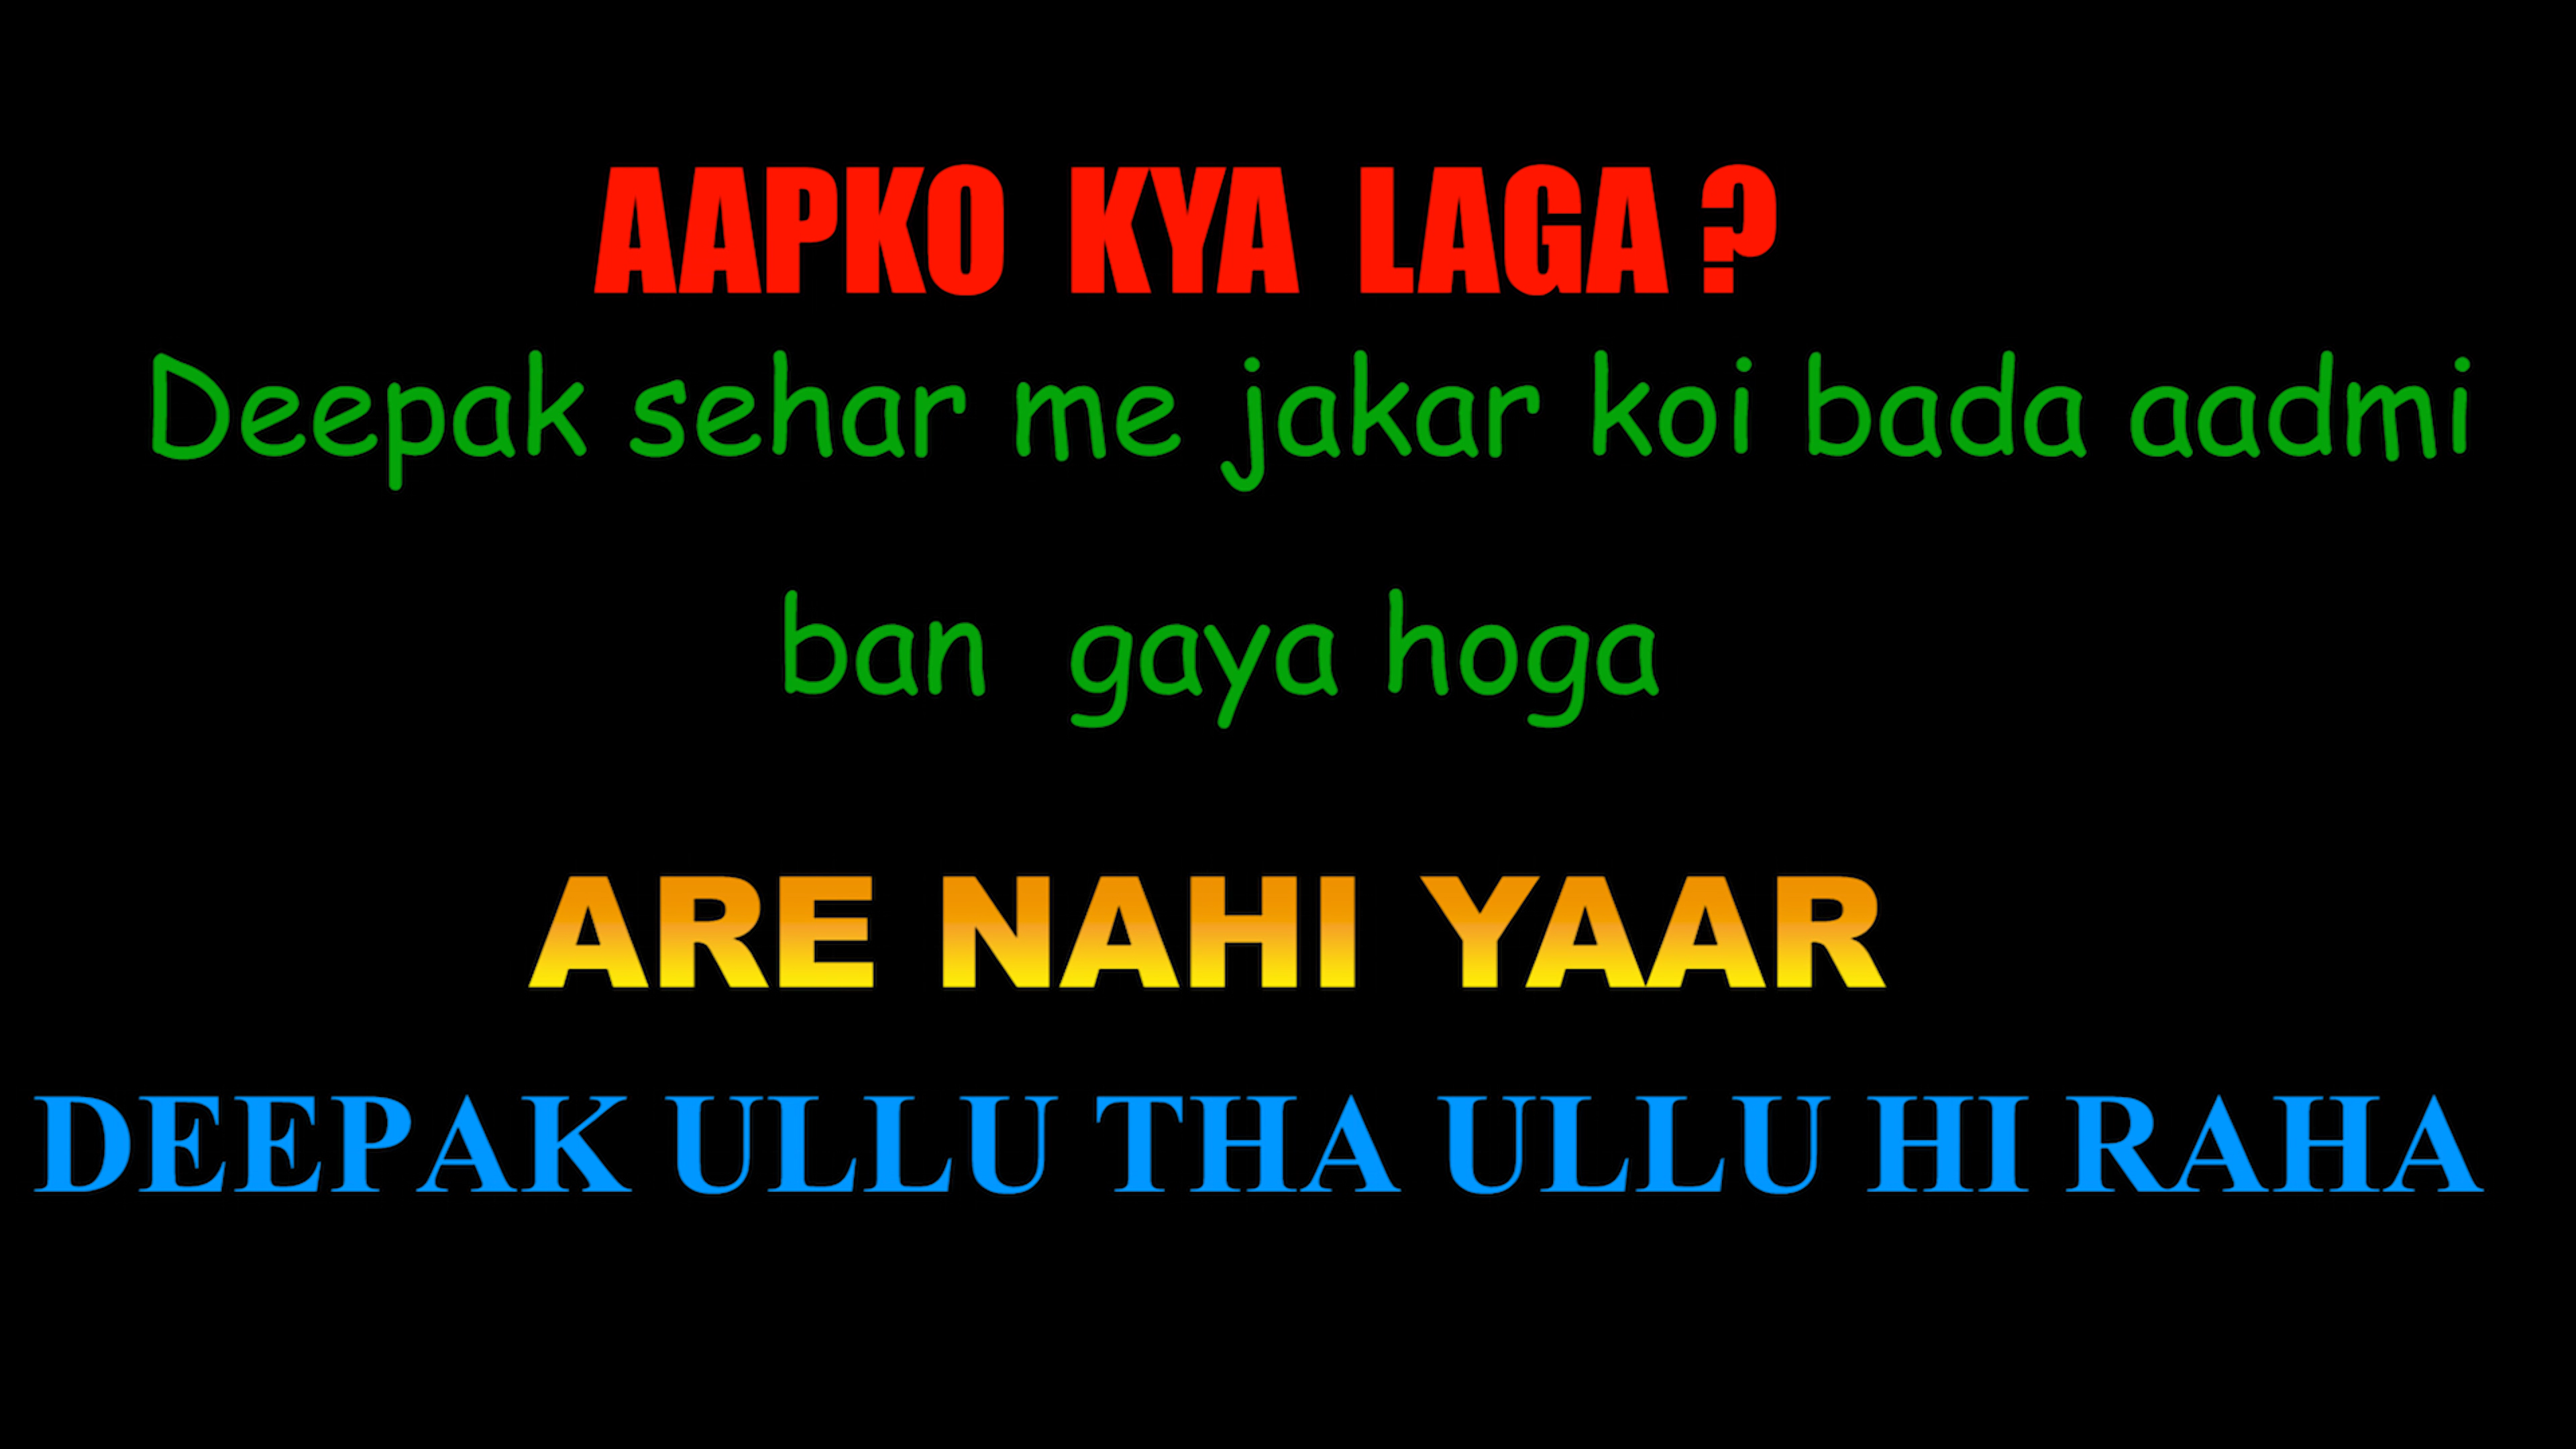 AAPKO KYA LAGA ?
Deepak sehar me jakar koi bada aadmi
ban gaya hoga
ARE NAHI YAAR
DEEPAK ULLU THA ULLU HI RAHA